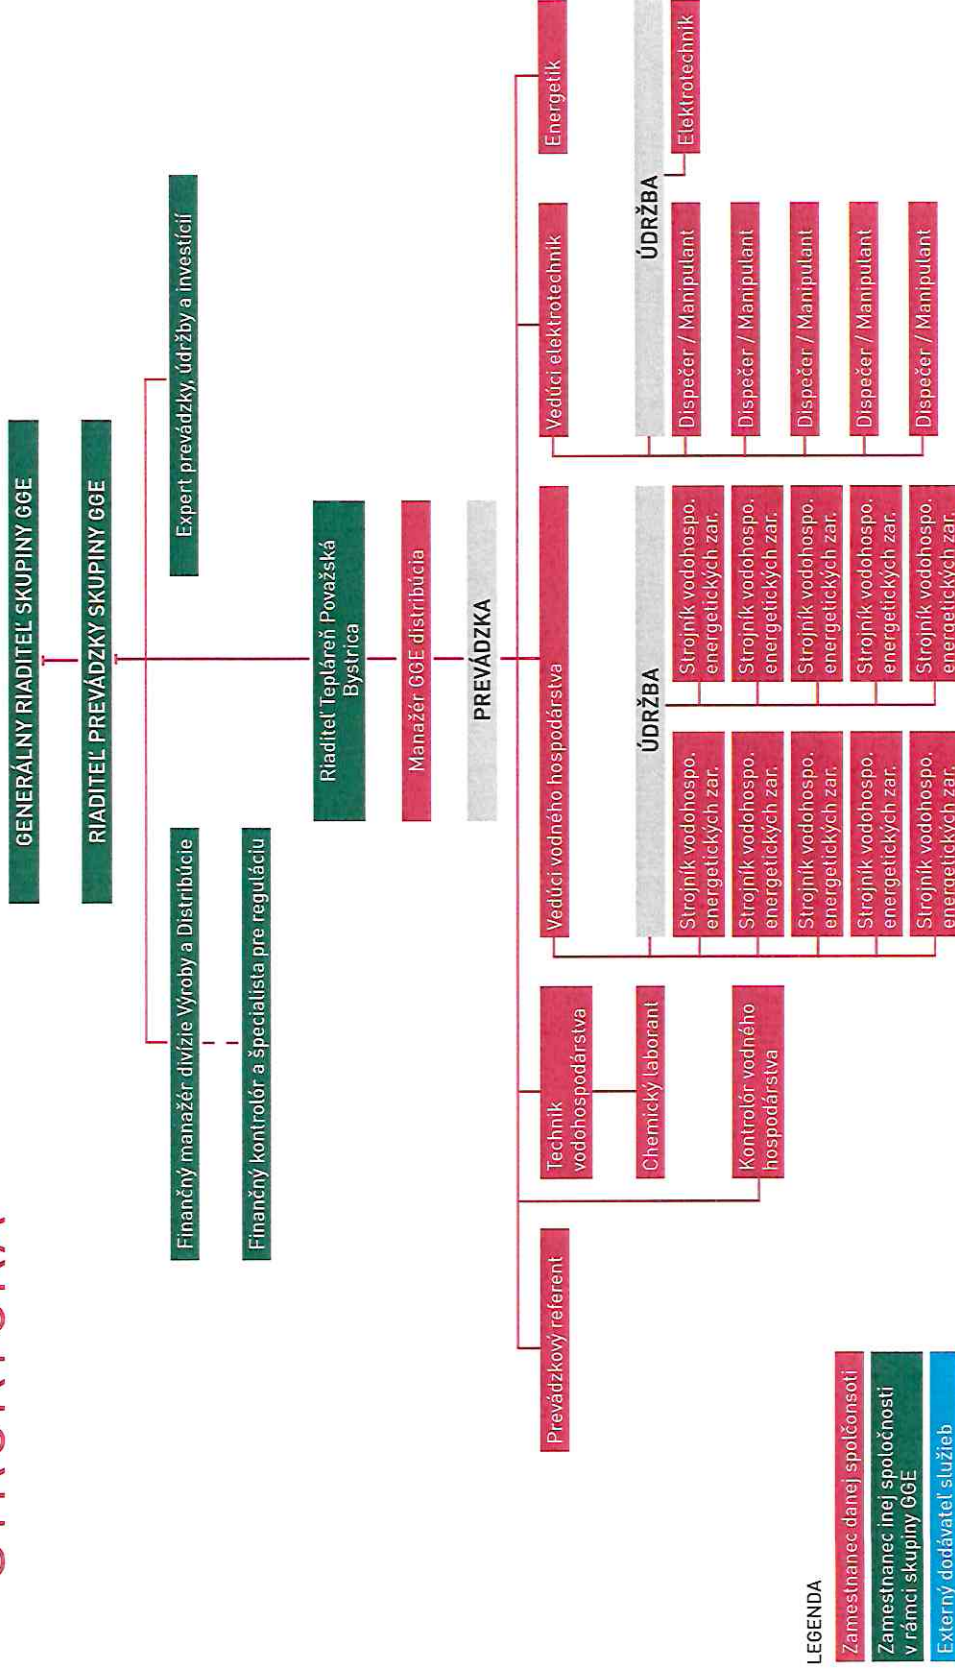 ŠTRUKTÚRA
GENERÁLNY RIADITEĽ SKUPINY GGE
RIADITEĽ PREVÁDZKY SKUPINY GGE
Finančný manažér divízie Výroby a Distribúcie
Finančný kontrolór a špecialista pre reguláciu
Expert prevádzky, údržby a investícií
Riaditeľ Tepláreň Považská
Bystrica
Manažér GGE distribúcia
PREVÁDZKA
Prevádzkový referent
Technik
vodohospodárstva
Chemický laborant
Kontrolór vodného
hospodárstva
Vedúci vodného hospodárstva
ÚDRŽBA
Strojník vodohospo.
energetických zar.
Strojník vodohospo.
energetických zar.
Strojník vodohospo.
energetických zar.
Strojník vodohospo.
energetických zar.
Strojník vodohospo.
energetických zar.
Strojník vodohospo.
energetických zar.
Strojník vodohospo.
energetických zar.
Strojník vodohospo.
energetických zar.
Strojník vodohospo.
energetických zar.
Strojník vodohospo.
energetických zar.
Vedúci elektrotechnik
ÚDRŽBA
Dispečer / Manipulant
Dispečer / Manipulant
Dispečer / Manipulant
Dispečer / Manipulant
Dispečer / Manipulant
Elektrotechnik
Energetik
LEGENDA
Zamestnanec danej spolčonsoti
Zamestnanec inej spoločnosti
v rámci skupiny GGE
Externý dodávateľ služieb